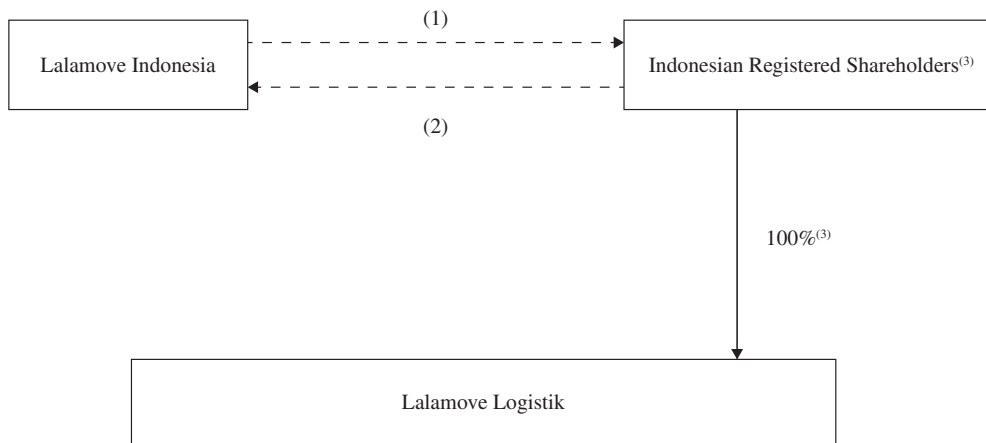 (1)
Lalamove Indonesia
Indonesian Registered Shareholders(3)
(2)
100%(3)
Lalamove Logistik